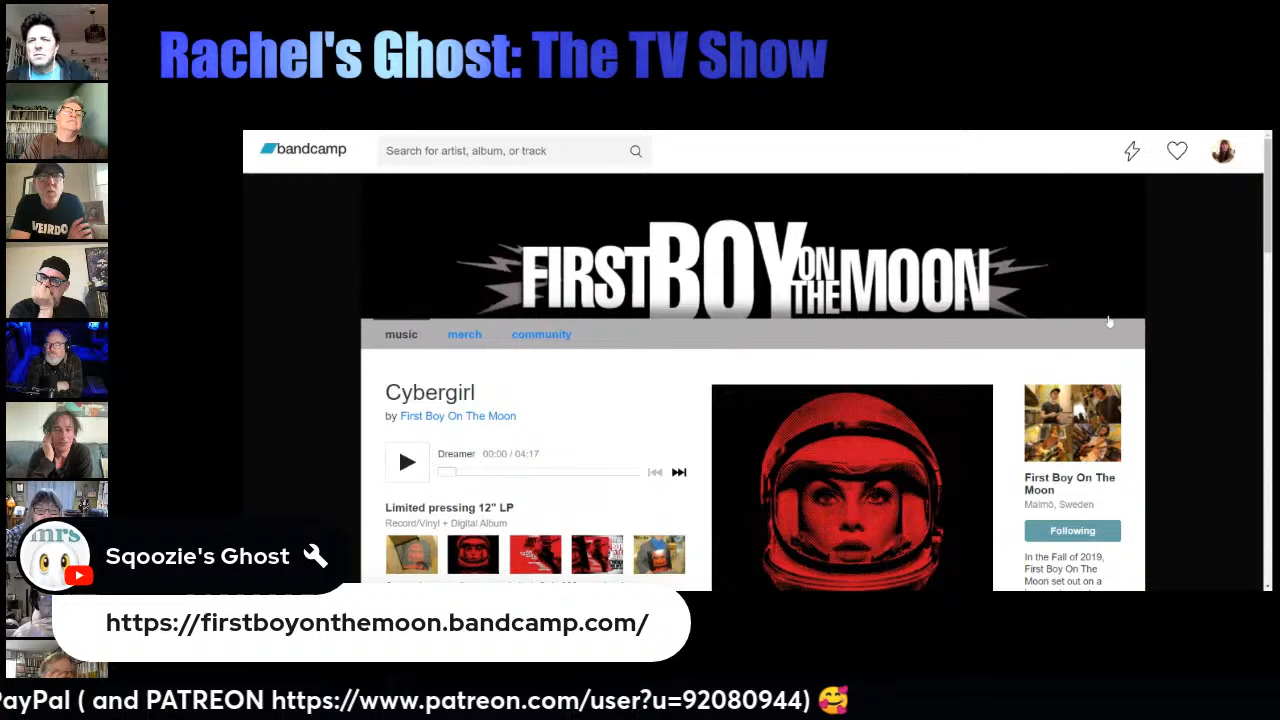 Rachel's Ghost: The TV Show
bandcamp
Search for artist, album, or track
FIRST BOY ON THE MOON
music merch community
Cybergirl
by First Boy On The Moon
Dreamer 00:00 / 04:17
Limited pressing 12" LP
Record/Vinyl + Digital Album
First Boy On The
Moon
Malmö, Sweden
Following
In the Fall of 2019,
First Boy On The
Moon set out on a
WEIRDO
mrs
Sqoozie's Ghost
https://firstboyonthemoon.bandcamp.com/
PayPal ( and PATREON https://www.patreon.com/user?u=92080944) 🥰